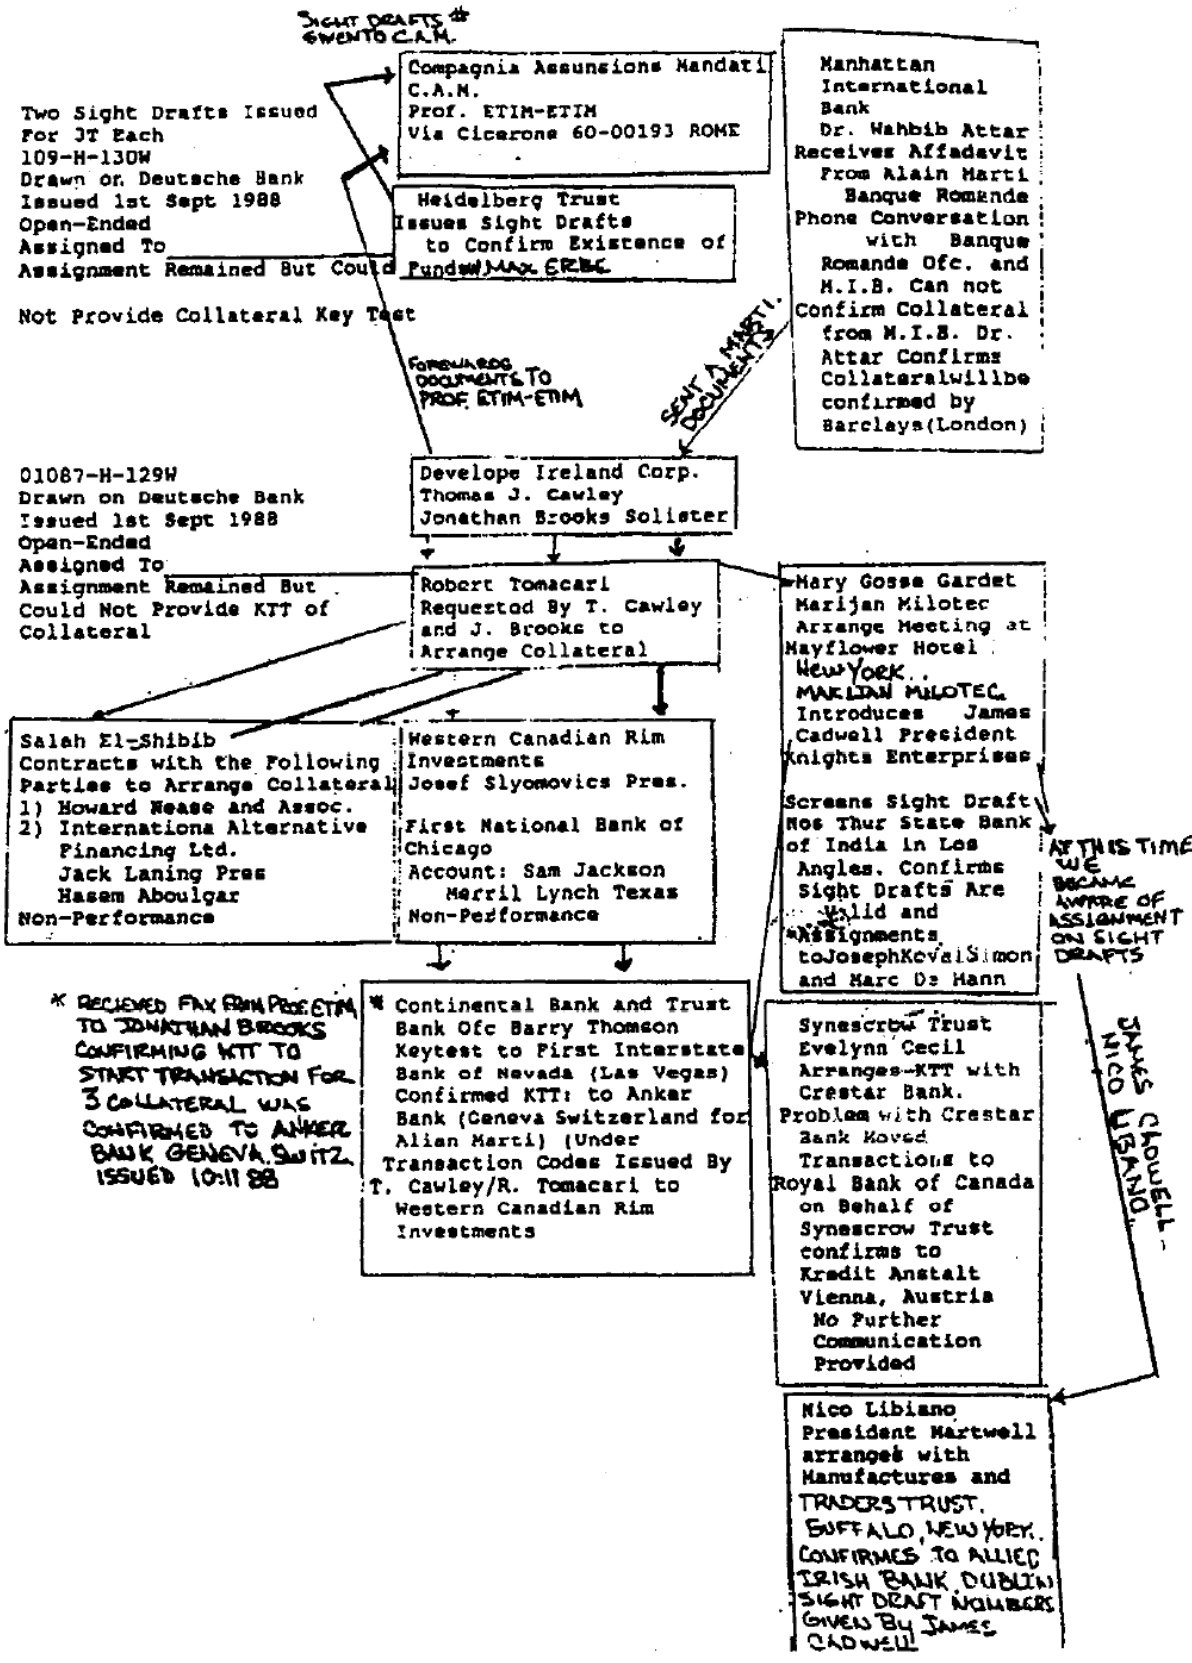 SIGHT DRAFTS #
GIVEN TO C.A.M.
Compagnia Assunsions Mandati
C.A.M.
Prof. ETIM-ETIM
Via Cicerone 60-00193 ROME
Two Sight Drafts Issued
For JT Each
109-H-130W
Drawn on Deutsche Bank
Issued 1st Sept 1988
Open-Ended
Assigned To
Assignment Remained But Could
Not Provide Collateral Key Test
Heidelberg Trust
Issues Sight Drafts
to Confirm Existence of
Funds MAX ERBE
Manhattan
International
Bank
Dr. Wahbib Attar
Receives Affadavit
From Alain Marti
Banque Romande
Phone Conversation
with Banque
Romande Ofc. and
M.I.B. Can not
Confirm Collateral
from M.I.B. Dr.
Attar Confirms
Collateralwillbe
confirmed by
Barclays(London)
FORWARDS
DOCUMENTS TO
PROF. ETIM-ETIM
SENT A MARTI.
DOCUMENTS
01087-H-129W
Drawn on Deutsche Bank
Issued 1st Sept 1988
Open-Ended
Assigned To
Assignment Remained But
Could Not Provide KTT of
Collateral
Develope Ireland Corp.
Thomas J. Cawley
Jonathan Brooks Solister
Robert Tomacari
Requested By T. Cawley
and J. Brooks to
Arrange Collateral
Mary Gosse Gardet
Marijan Milotec
Arrange Meeting at
Mayflower Hotel
NEW YORK..
MARIJAN MILOTEC.
Introduces James
Cadwell President
Knights Enterprises
Screens Sight Draft
Nos Thur State Bank
of India in Los
Angles. Confirms
Sight Drafts Are
Valid and
*Assignments
toJosephKovalSimon
and Marc De Hann
Salah El-Shibib
Contracts with the Following
Parties to Arrange Collateral
1) Howard Nease and Assoc.
2) Internationa Alternative
Financing Ltd.
Jack Laning Pres
Hasem Aboulgar
Non-Performance
Western Canadian Rim
Investments
Josef Slyomovics Pres.
First National Bank of
Chicago
Account: Sam Jackson
Merril Lynch Texas
Non-Performance
AT THIS TIME
WE
BECAME
AWARE OF
ASSIGNMENT
ON SIGHT
DRAFTS
* RECIEVED FAX FROM PROF. ETIM
TO JONATHAN BROOKS
CONFIRMING KTT TO
START TRANSACTION FOR
3 COLLATERAL WAS
CONFIRMED TO ANKER
BANK GENEVA. SWITZ
ISSUED 10:11 88
* Continental Bank and Trust
Bank Ofc Barry Thomson
Keytest to First Interstate
Bank of Nevada (Las Vegas)
Confirmed KTT: to Ankar
Bank (Geneva Switzerland for
Alian Marti) (Under
Transaction Codes Issued By
T. Cawley/R. Tomacari to
Western Canadian Rim
Investments
Synescrow Trust
Evelynn Cecil
Arranges-KTT with
Crestar Bank.
Problem with Crestar
Bank Moved
Transactions to
Royal Bank of Canada
on Behalf of
Synescrow Trust
confirms to
Kredit Anstalt
Vienna, Austria
No Further
Communication
Provided
JAMES CADWELL -
NICO LIBIANO.
Nico Libiano
President Martwell
arranges with
Manufactures and
TRADERS TRUST.
BUFFALO, NEW YORK.
CONFIRMES TO ALLIED
IRISH BANK DUBLIN
SIGHT DRAFT NOUMBERS
GIVEN BY JAMES
CADWELL